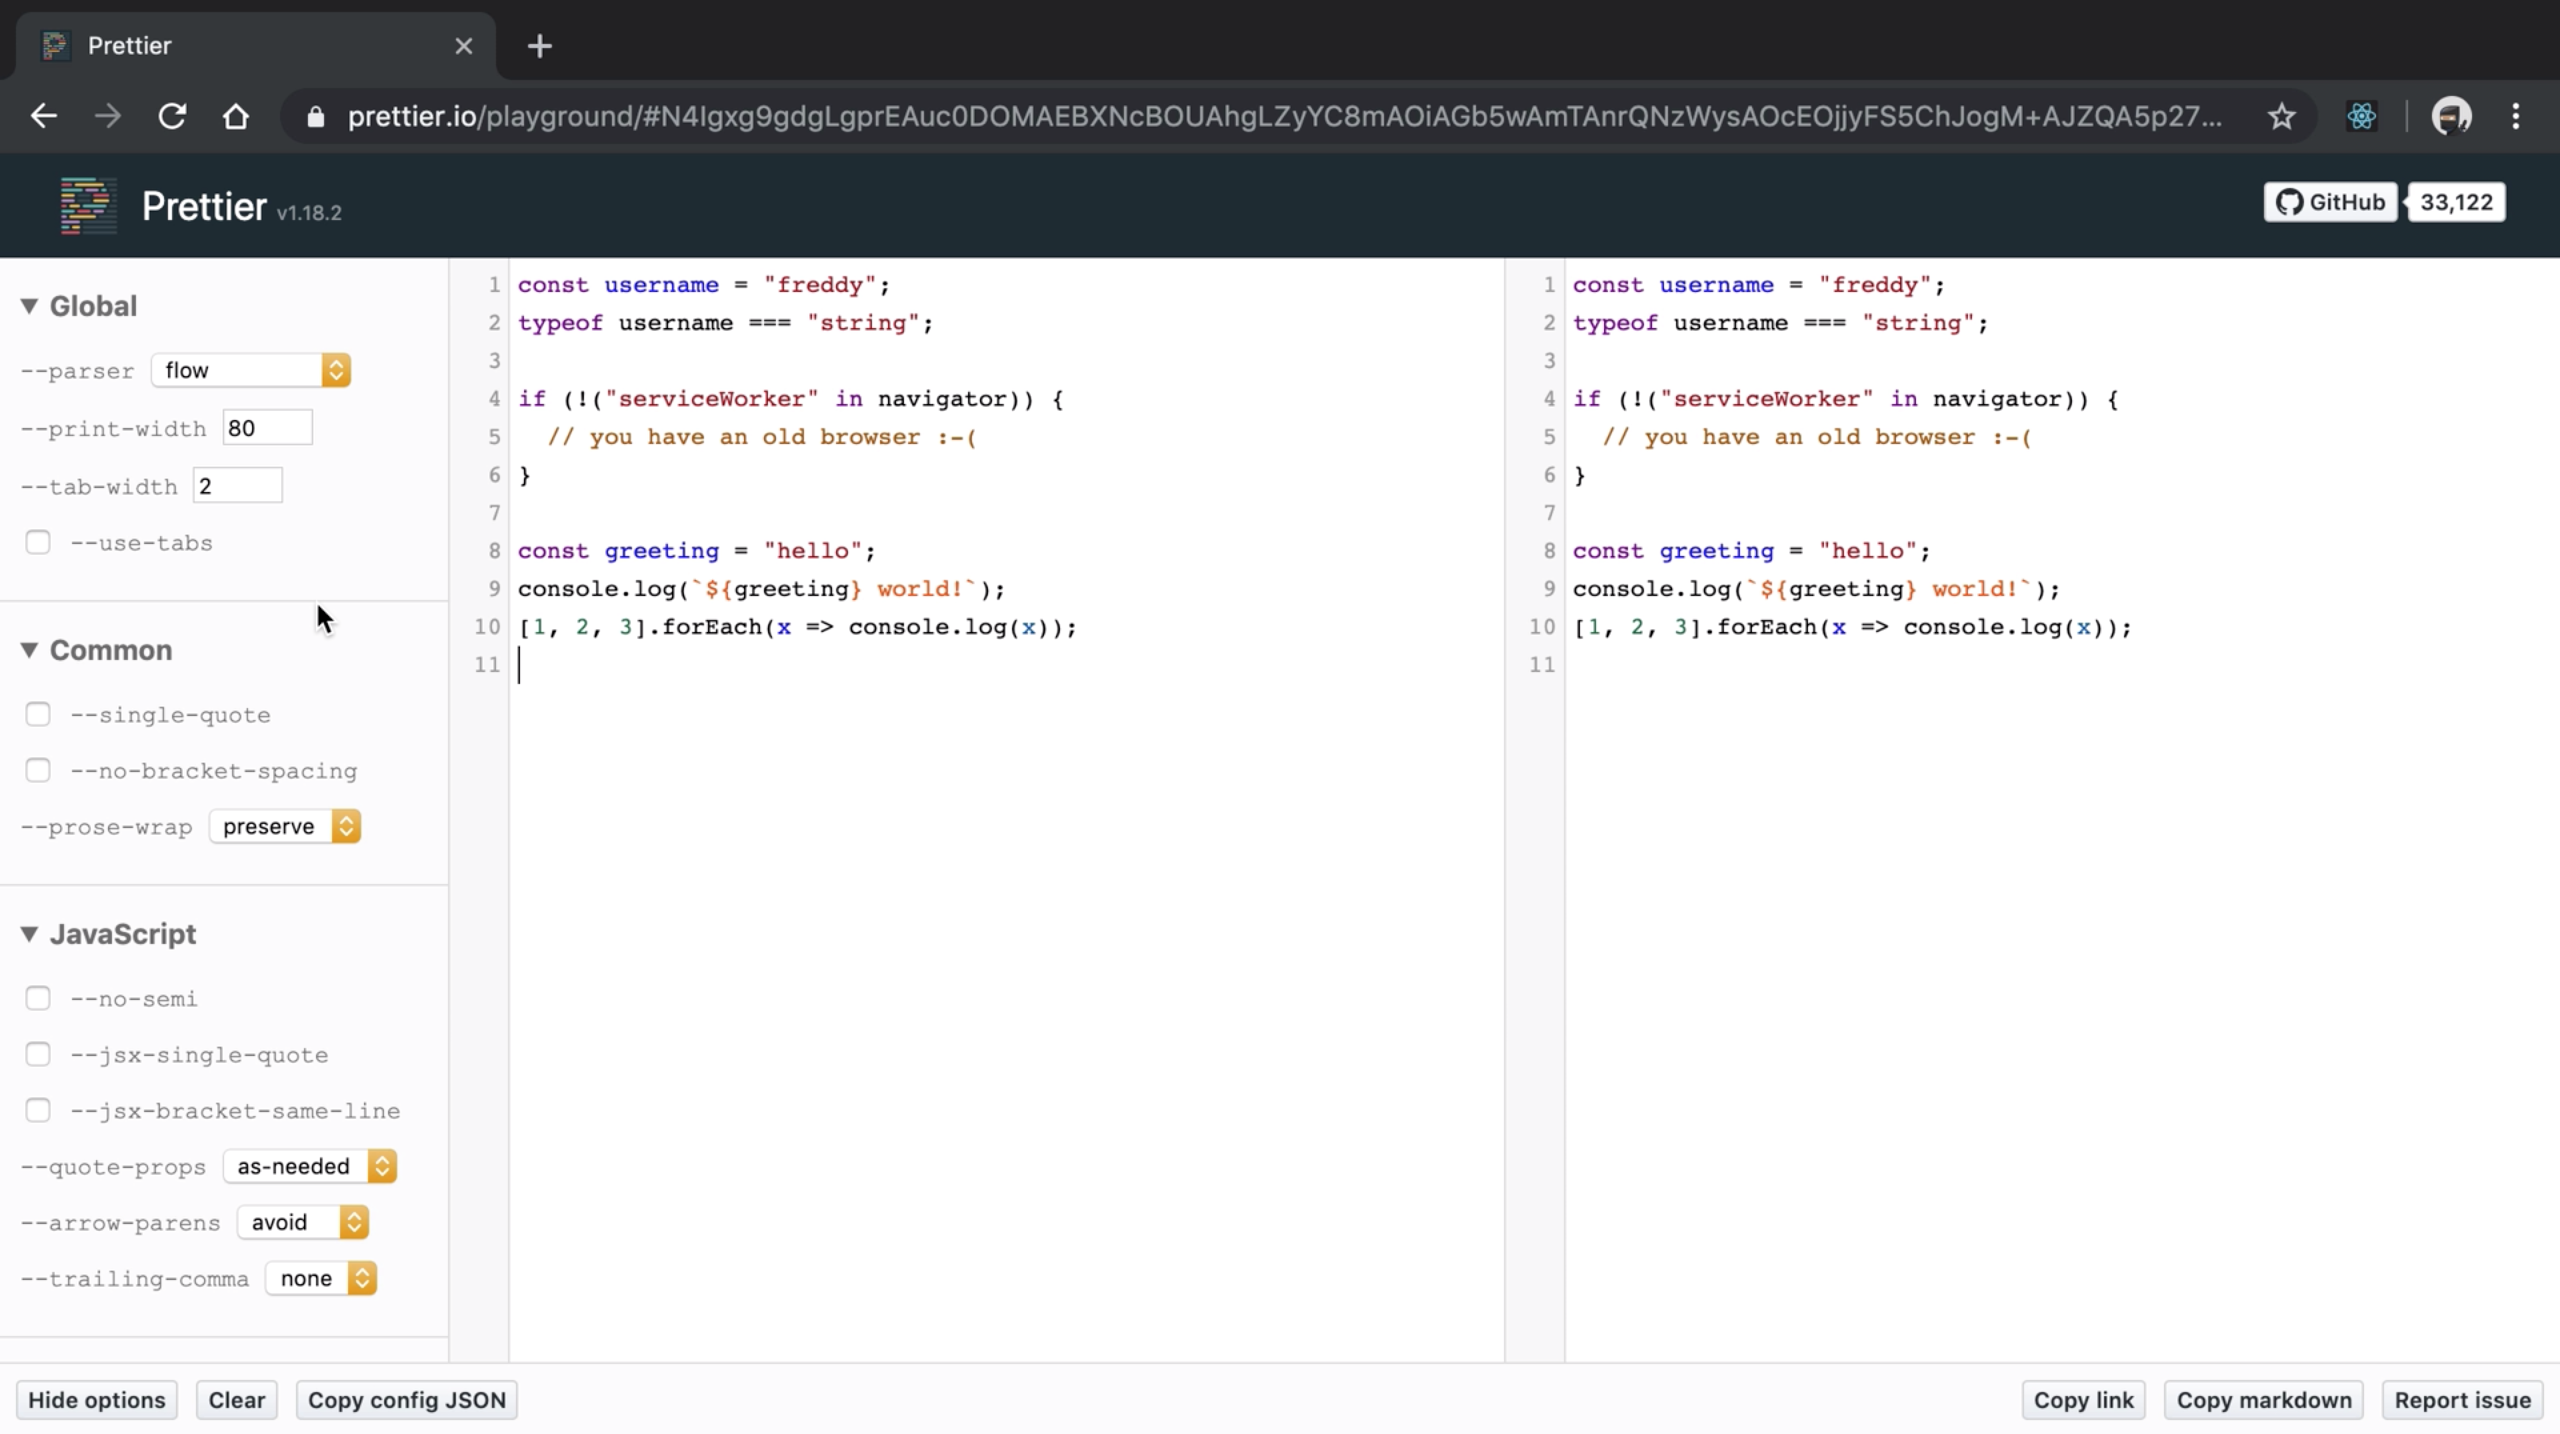 Prettier
prettier.io/playground/#N4Igxg9gdgLgprEAuc0DOMAEBXNcBOUAhgLZyYC8mAOiAGb5wAmTAnrQNzWysAOcEOjjyFS5ChJogM+AJZQA5p27...
Prettier v1.18.2
GitHub 33,122
Global
--parser flow
--print-width 80
--tab-width 2
--use-tabs
Common
--single-quote
--no-bracket-spacing
--prose-wrap preserve
JavaScript
--no-semi
--jsx-single-quote
--jsx-bracket-same-line
--quote-props as-needed
--arrow-parens avoid
--trailing-comma none
1 const username = "freddy";
2 typeof username === "string";
3
4 if (!("serviceWorker" in navigator)) {
5 // you have an old browser :-(
6 }
7
8 const greeting = "hello";
9 console.log(`${greeting} world!`);
10 [1, 2, 3].forEach(x => console.log(x));
11
1 const username = "freddy";
2 typeof username === "string";
3
4 if (!("serviceWorker" in navigator)) {
5 // you have an old browser :-(
6 }
7
8 const greeting = "hello";
9 console.log(`${greeting} world!`);
10 [1, 2, 3].forEach(x => console.log(x));
11
Hide options Clear Copy config JSON Copy link Copy markdown Report issue